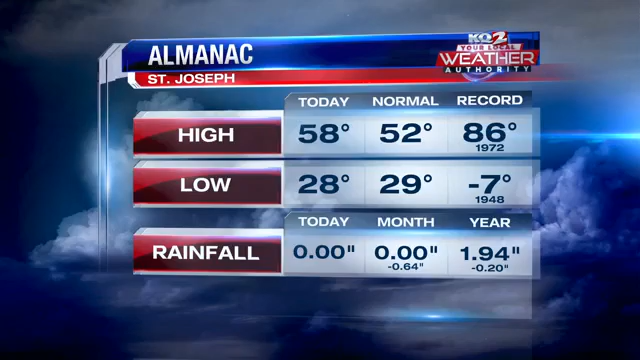 KQ2
YOUR LOCAL
WEATHER
AUTHORITY
ALMANAC
ST. JOSEPH
TODAY NORMAL RECORD
HIGH 58° 52° 86°
1972
LOW 28° 29° -7°
1948
TODAY MONTH YEAR
RAINFALL 0.00" 0.00" 1.94"
-0.64" -0.20"